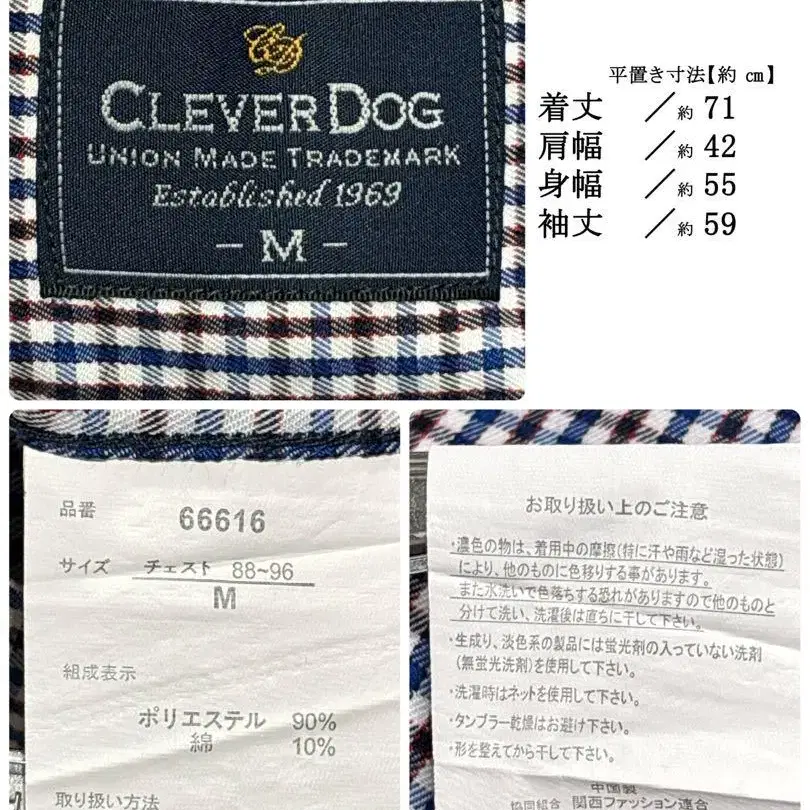 CD
CLEVER DOG
UNION MADE TRADEMARK
Established 1969
- M -
平置き寸法【約 ㎝】
着丈 ／約 71
肩幅 ／約 42
身幅 ／約 55
袖丈 ／約 59
品番 66616
サイズ チェスト 88~96
M
組成表示
ポリエステル 90%
綿 10%
取り扱い方法
お取り扱い上のご注意
・濃色の物は、着用中の摩擦(特に汗や雨など湿った状態)
により、他のものに色移りする事があります。
また水洗いで色落ちする恐れがありますので他のものと
分けて洗い、洗濯後は直ちに干して下さい。
・生成り、淡色系の製品には蛍光剤の入っていない洗剤
(無蛍光洗剤)を使用して下さい。
・洗濯時はネットを使用して下さい。
・タンブラー乾燥はお避け下さい。
・形を整えてから干して下さい。
中国製
協同組合 関西ファッション連合